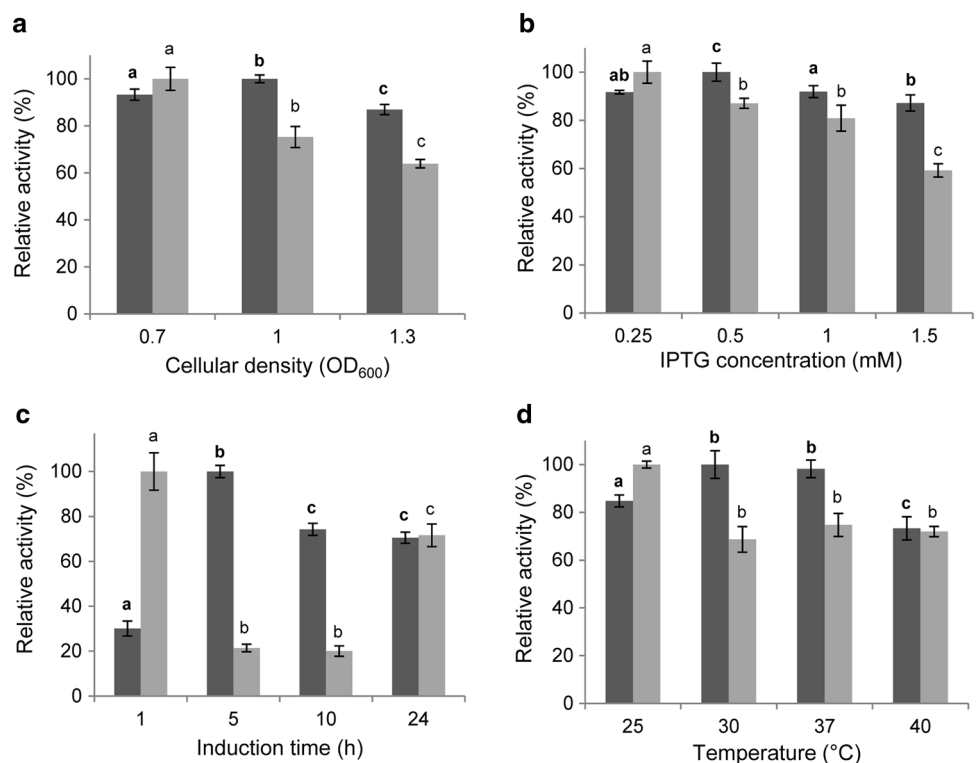 a
Relative activity (%)
100
80
60
40
20
0
a a b b c c
0.7 1 1.3
Cellular density (OD600)
b
Relative activity (%)
100
80
60
40
20
0
ab a c b a b b c
0.25 0.5 1 1.5
IPTG concentration (mM)
c
Relative activity (%)
100
80
60
40
20
0
a a b b c b c c
1 5 10 24
Induction time (h)
d
Relative activity (%)
100
80
60
40
20
0
a a b b b b c b
25 30 37 40
Temperature (°C)